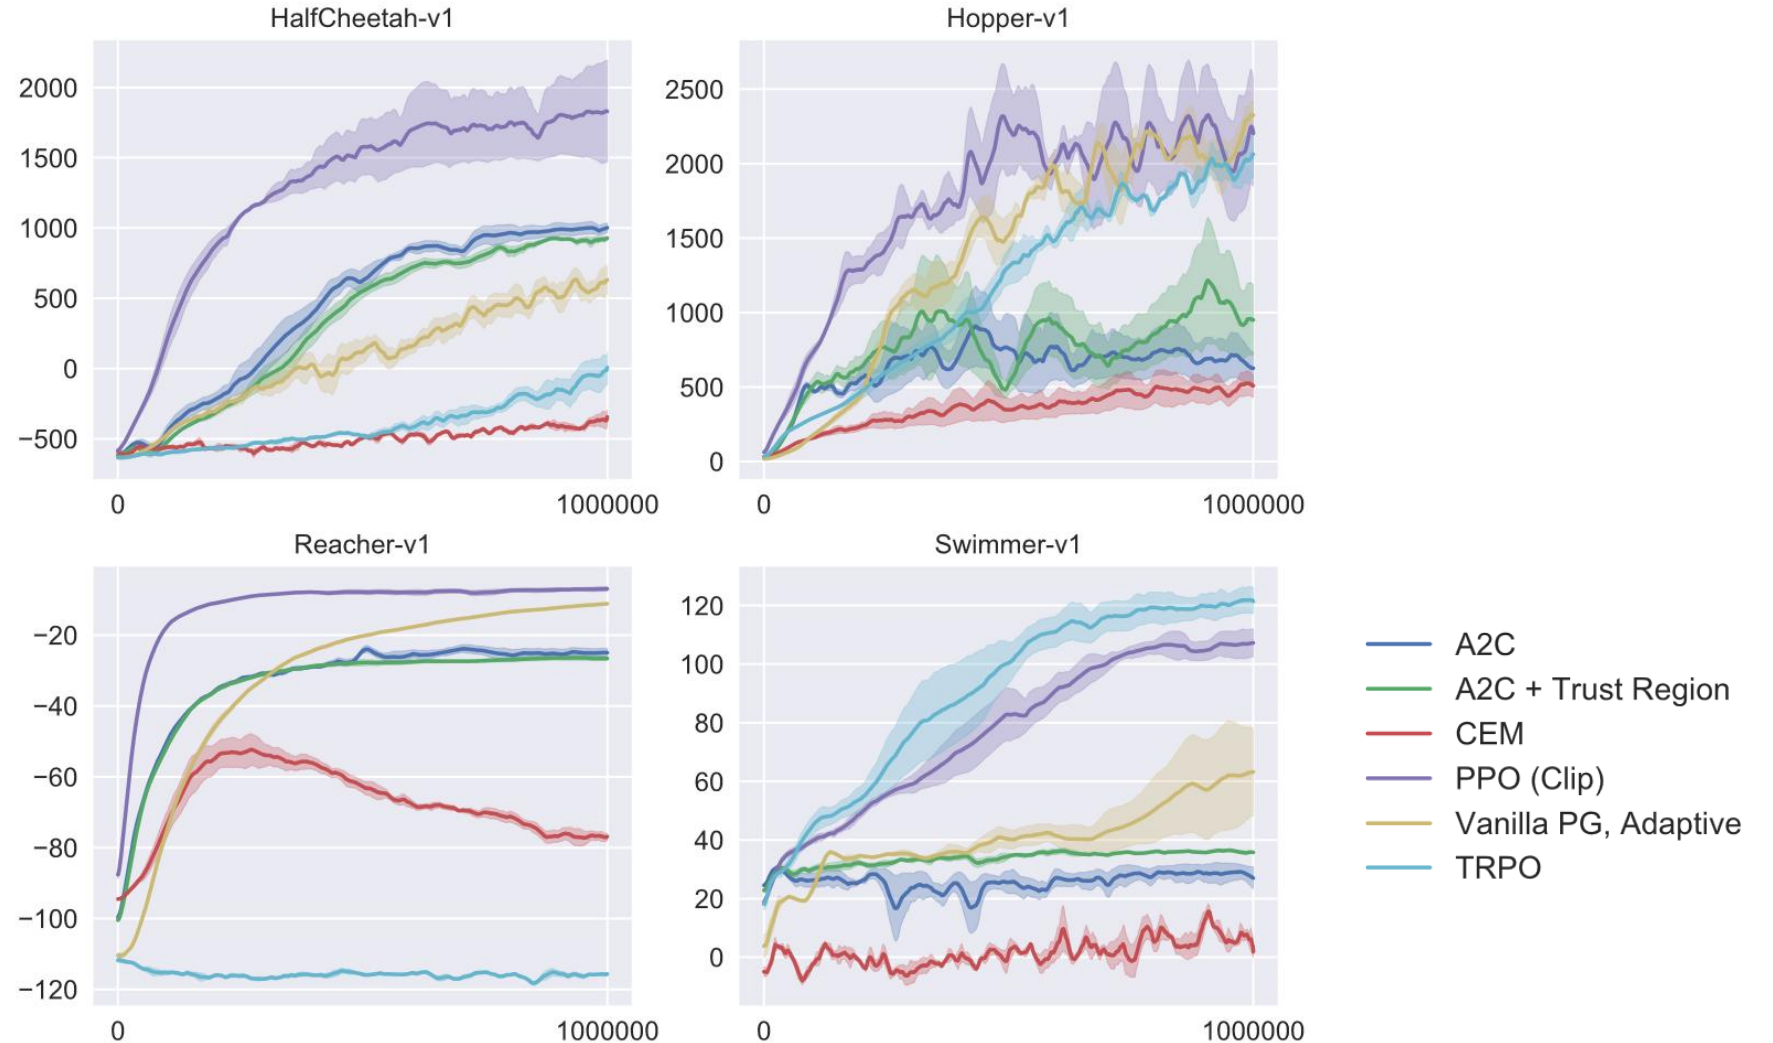 HalfCheetah-v1
2000
1500
1000
500
0
−500
0 1000000
Hopper-v1
2500
2000
1500
1000
500
0
0 1000000
Reacher-v1
−20
−40
−60
−80
−100
−120
0 1000000
Swimmer-v1
120
100
80
60
40
20
0
0 1000000
A2C
A2C + Trust Region
CEM
PPO (Clip)
Vanilla PG, Adaptive
TRPO